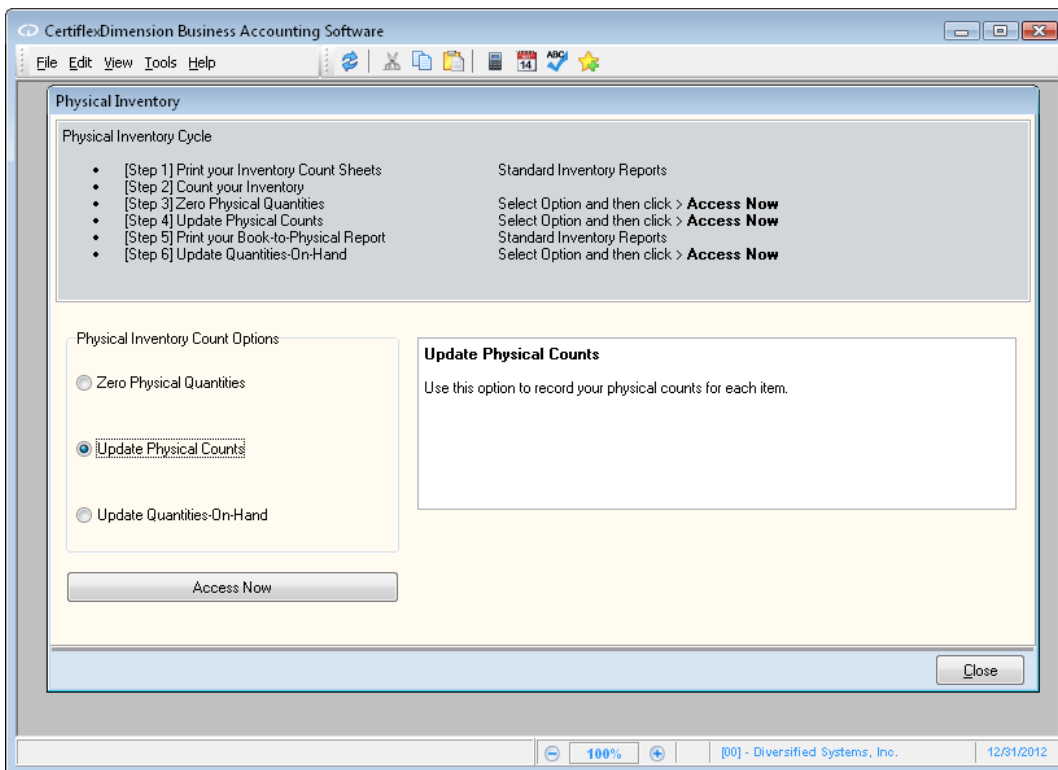 CertiflexDimension Business Accounting Software
File Edit View Tools Help
14
ABC
Physical Inventory
Physical Inventory Cycle
• [Step 1] Print your Inventory Count Sheets Standard Inventory Reports
• [Step 2] Count your Inventory
• [Step 3] Zero Physical Quantities Select Option and then click > Access Now
• [Step 4] Update Physical Counts Select Option and then click > Access Now
• [Step 5] Print your Book-to-Physical Report Standard Inventory Reports
• [Step 6] Update Quantities-On-Hand Select Option and then click > Access Now
Physical Inventory Count Options
Zero Physical Quantities
Update Physical Counts
Update Quantities-On-Hand
Access Now
Update Physical Counts
Use this option to record your physical counts for each item.
Close
100% [00] - Diversified Systems, Inc. 12/31/2012